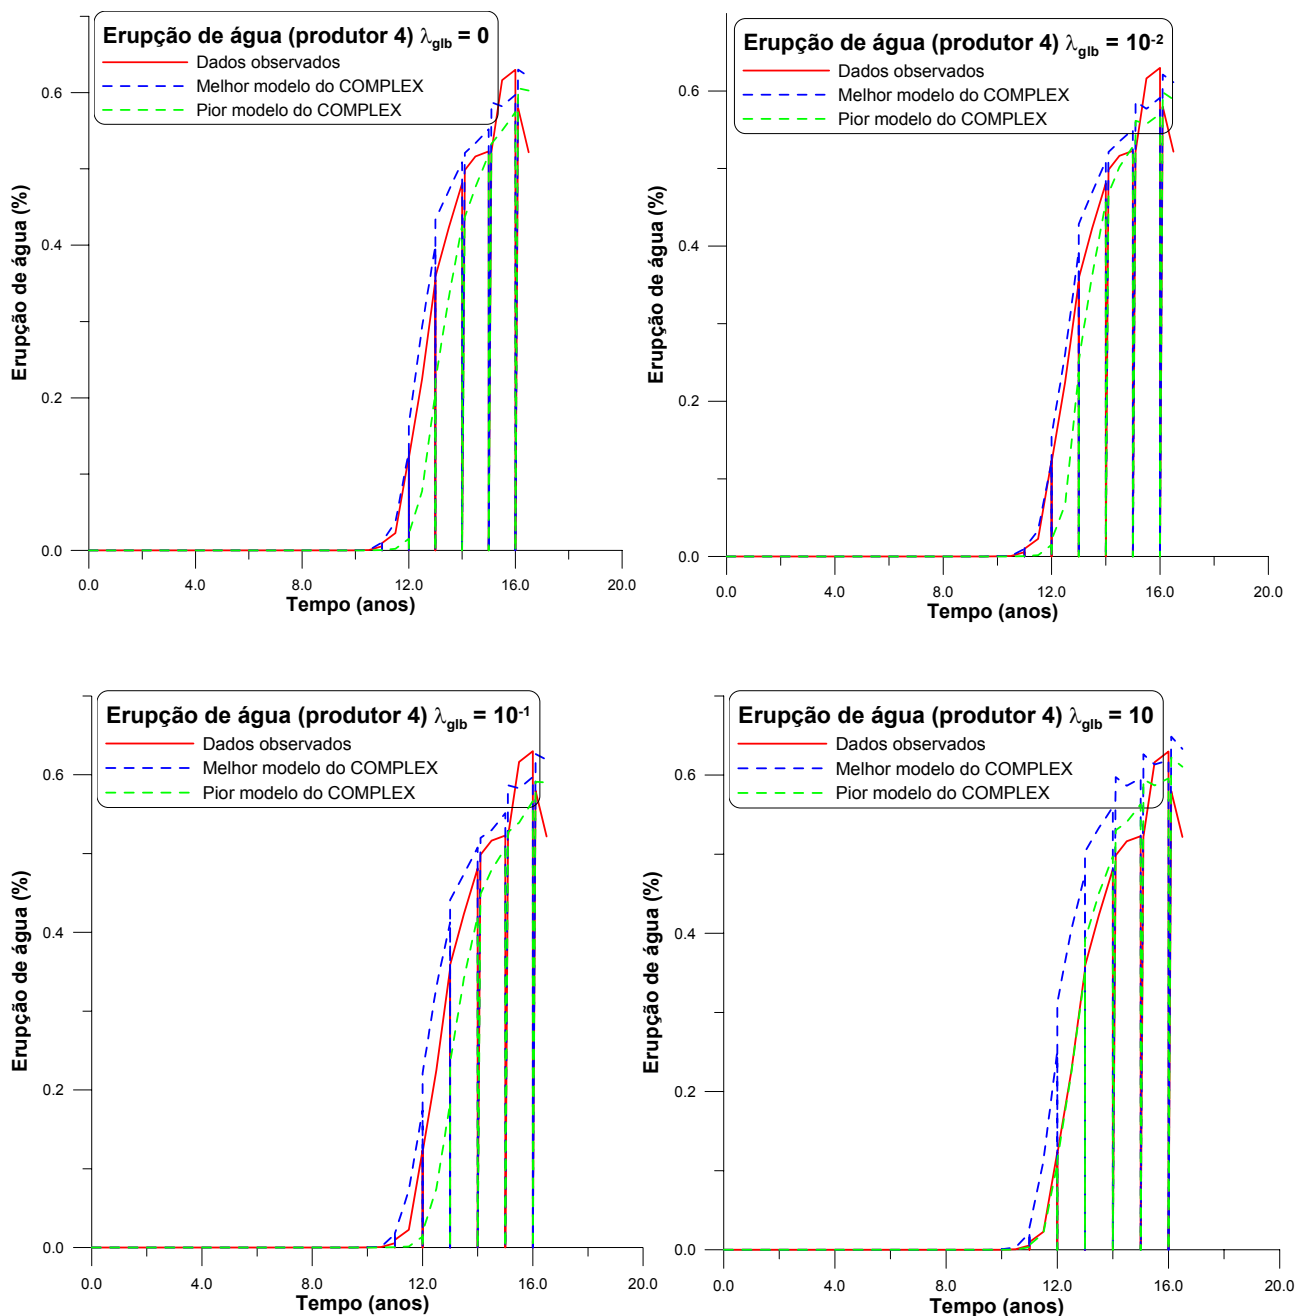 Erupção de água (produtor 4) λglb = 0
Dados observados
Melhor modelo do COMPLEX
Pior modelo do COMPLEX
Erupção de água (%)
0.6
0.4
0.2
0.0
0.0 4.0 8.0 12.0 16.0 20.0
Tempo (anos)
Erupção de água (produtor 4) λglb = 10-2
Dados observados
Melhor modelo do COMPLEX
Pior modelo do COMPLEX
Erupção de água (%)
0.6
0.4
0.2
0.0
0.0 4.0 8.0 12.0 16.0 20.0
Tempo (anos)
Erupção de água (produtor 4) λglb = 10-1
Dados observados
Melhor modelo do COMPLEX
Pior modelo do COMPLEX
Erupção de água (%)
0.6
0.4
0.2
0.0
0.0 4.0 8.0 12.0 16.0 20.0
Tempo (anos)
Erupção de água (produtor 4) λglb = 10
Dados observados
Melhor modelo do COMPLEX
Pior modelo do COMPLEX
Erupção de água (%)
0.6
0.4
0.2
0.0
0.0 4.0 8.0 12.0 16.0 20.0
Tempo (anos)